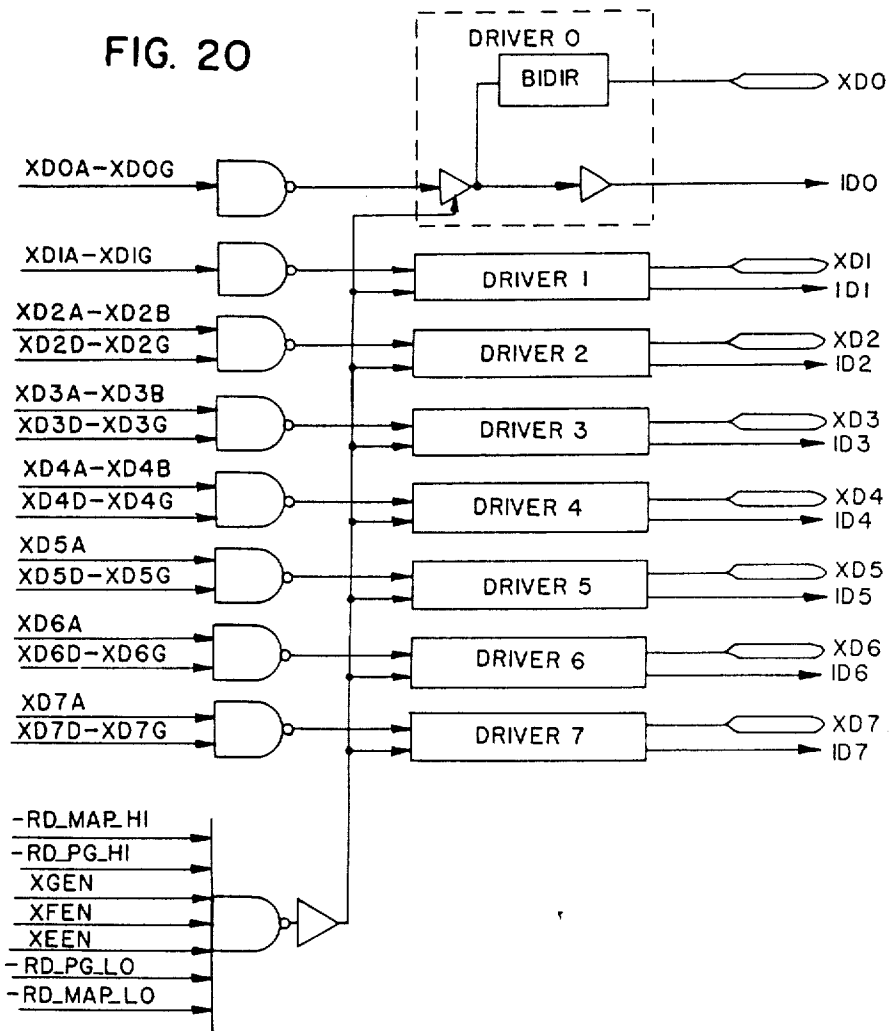 FIG. 20
DRIVER 0
BIDIR
XD0
XD0A-XD0G
ID0
XD1A-XD1G
DRIVER 1
XD1
ID1
XD2A-XD2B
XD2D-XD2G
DRIVER 2
XD2
ID2
XD3A-XD3B
XD3D-XD3G
DRIVER 3
XD3
ID3
XD4A-XD4B
XD4D-XD4G
DRIVER 4
XD4
ID4
XD5A
XD5D-XD5G
DRIVER 5
XD5
ID5
XD6A
XD6D-XD6G
DRIVER 6
XD6
ID6
XD7A
XD7D-XD7G
DRIVER 7
XD7
ID7
-RD_MAP_HI
-RD_PG_HI
XGEN
XFEN
XEEN
-RD_PG_LO
-RD_MAP_LO